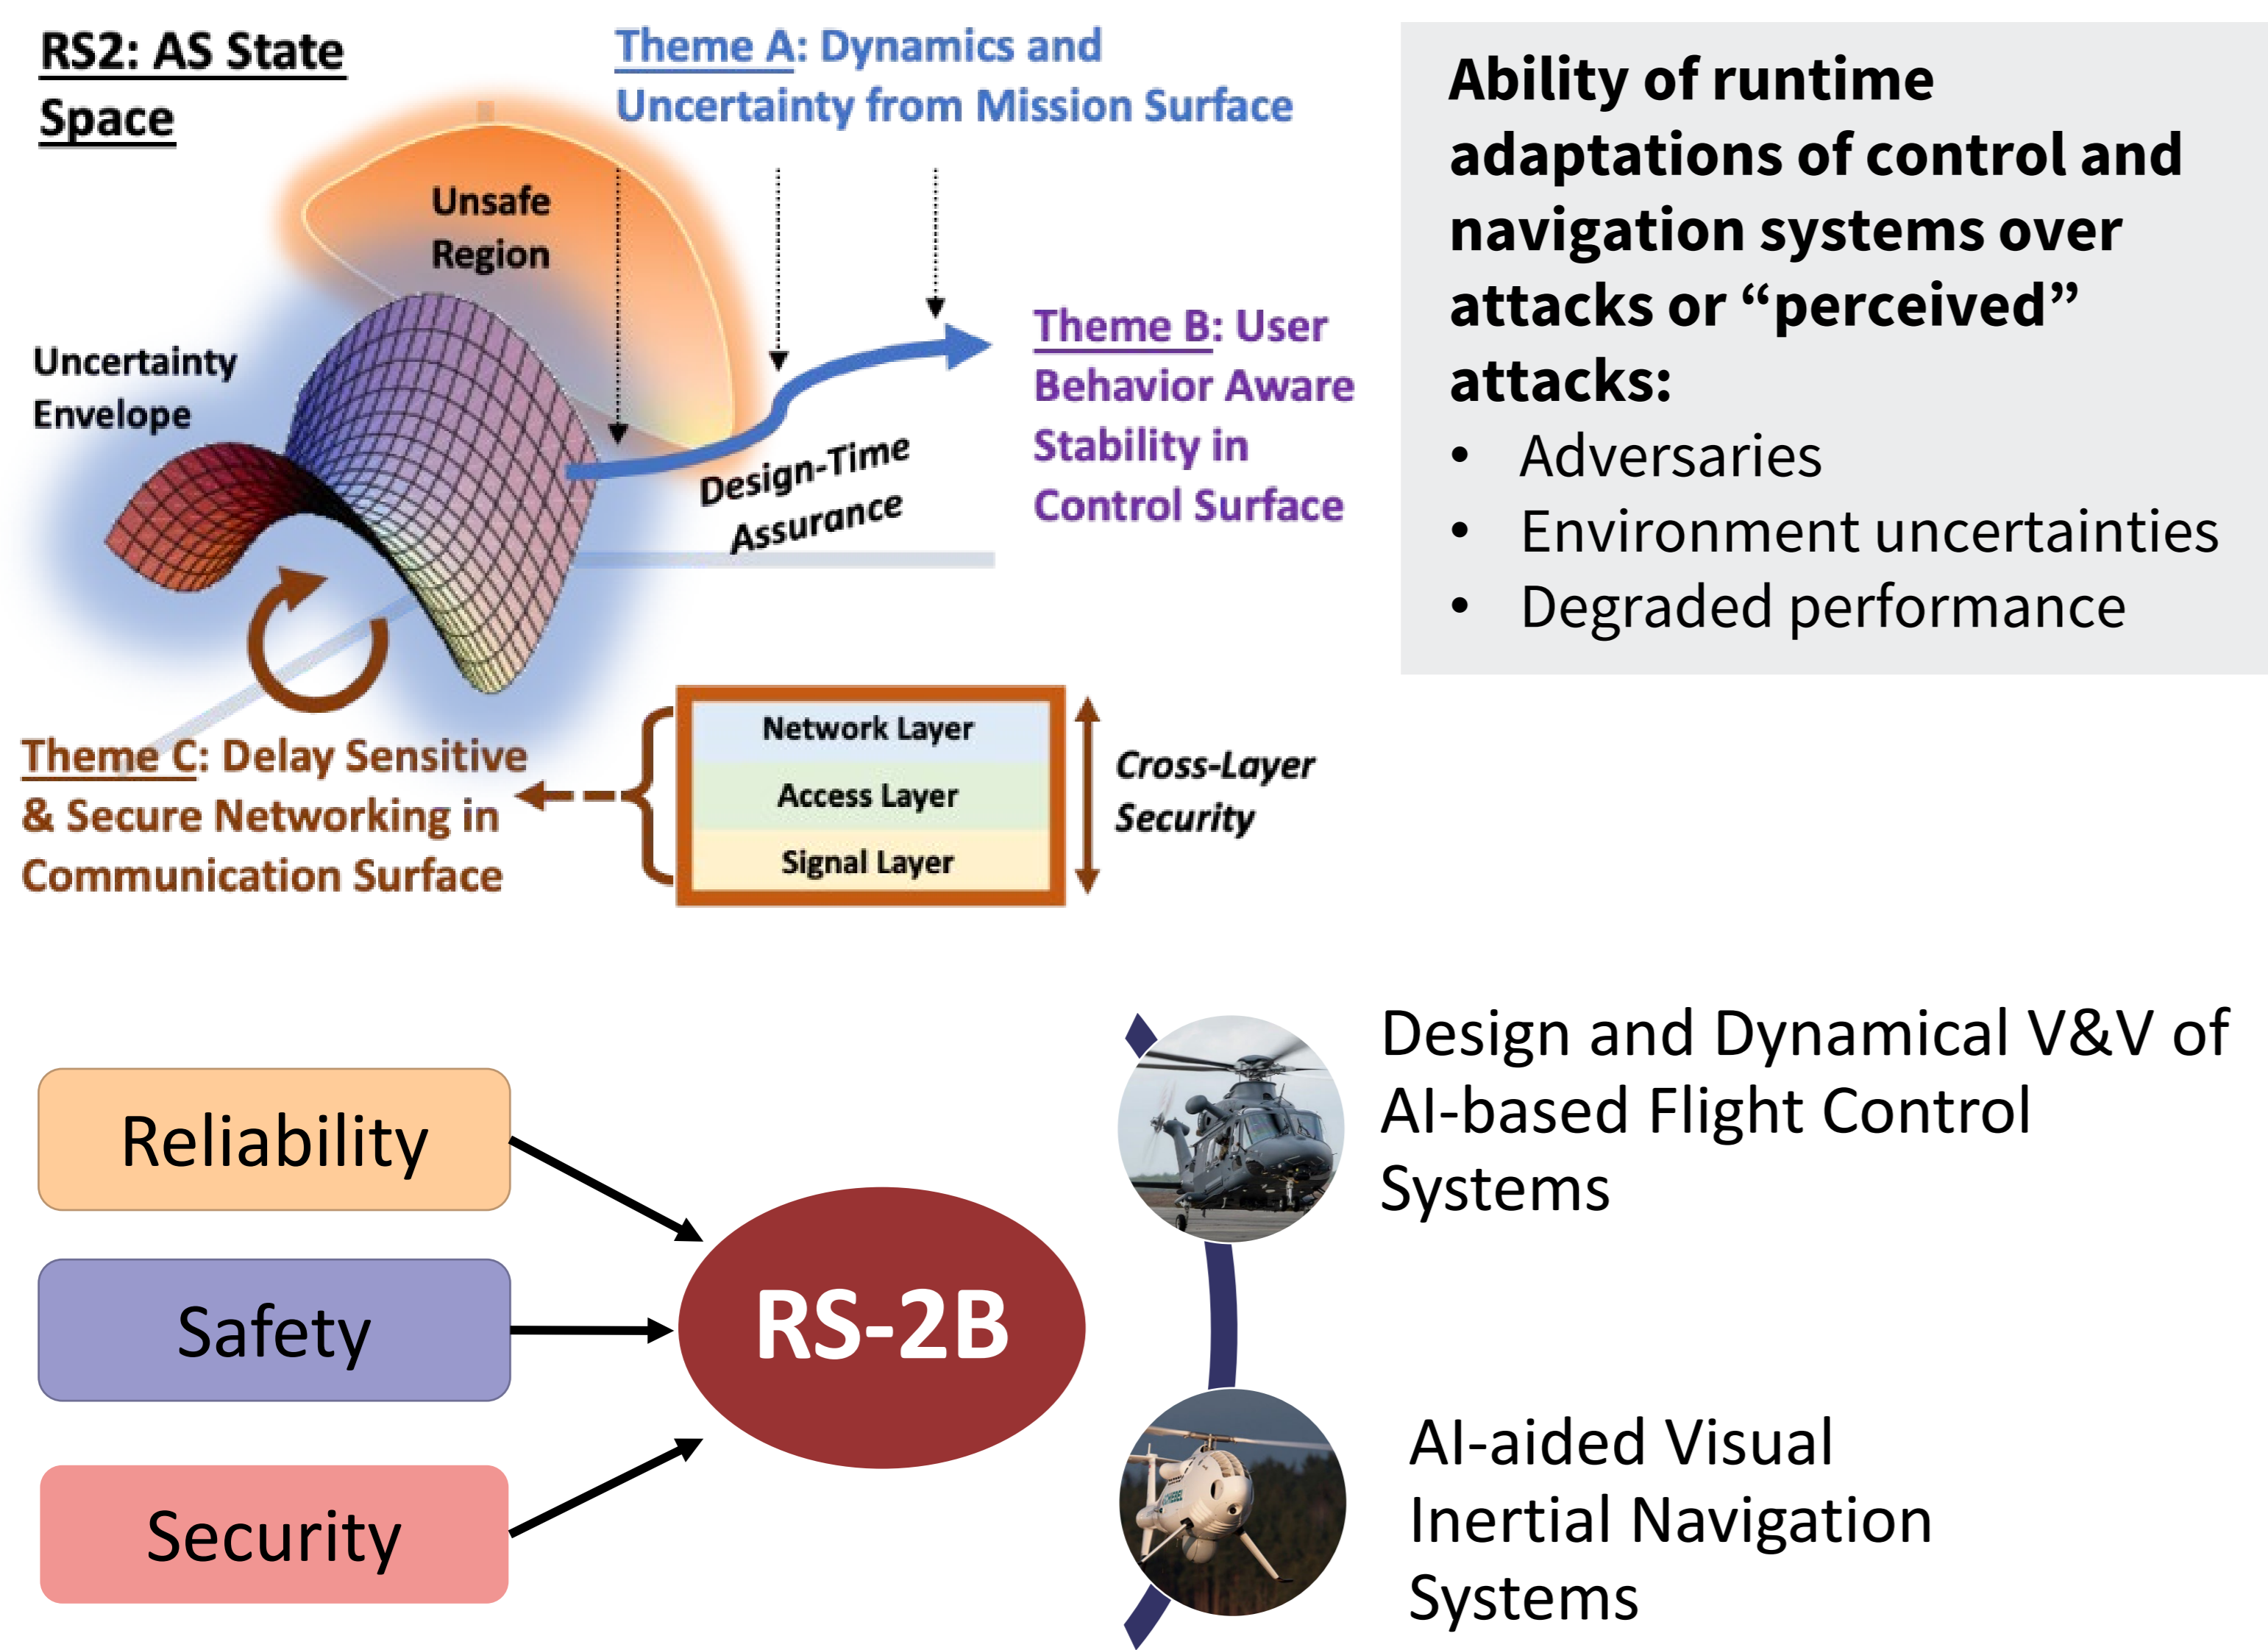 RS2: AS State
Space
Theme A: Dynamics and
Uncertainty from Mission Surface
Unsafe
Region
Uncertainty
Envelope
Design-Time
Assurance
Theme B: User
Behavior Aware
Stability in
Control Surface
Theme C: Delay Sensitive
& Secure Networking in
Communication Surface
Network Layer
Access Layer
Signal Layer
Cross-Layer
Security
Ability of runtime
adaptations of control and
navigation systems over
attacks or “perceived”
attacks:
• Adversaries
• Environment uncertainties
• Degraded performance
Reliability
Safety
Security
RS-2B
Design and Dynamical V&V of
AI-based Flight Control
Systems
AI-aided Visual
Inertial Navigation
Systems